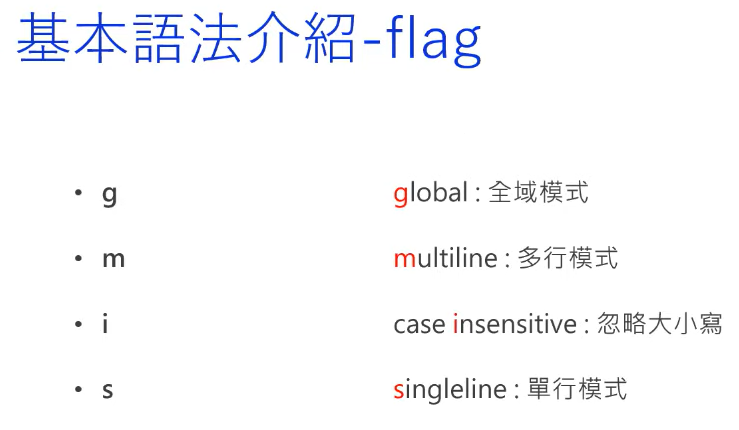 基本語法介紹-flag
• g global : 全域模式
• m multiline : 多行模式
• i case insensitive : 忽略大小寫
• s singleline : 單行模式